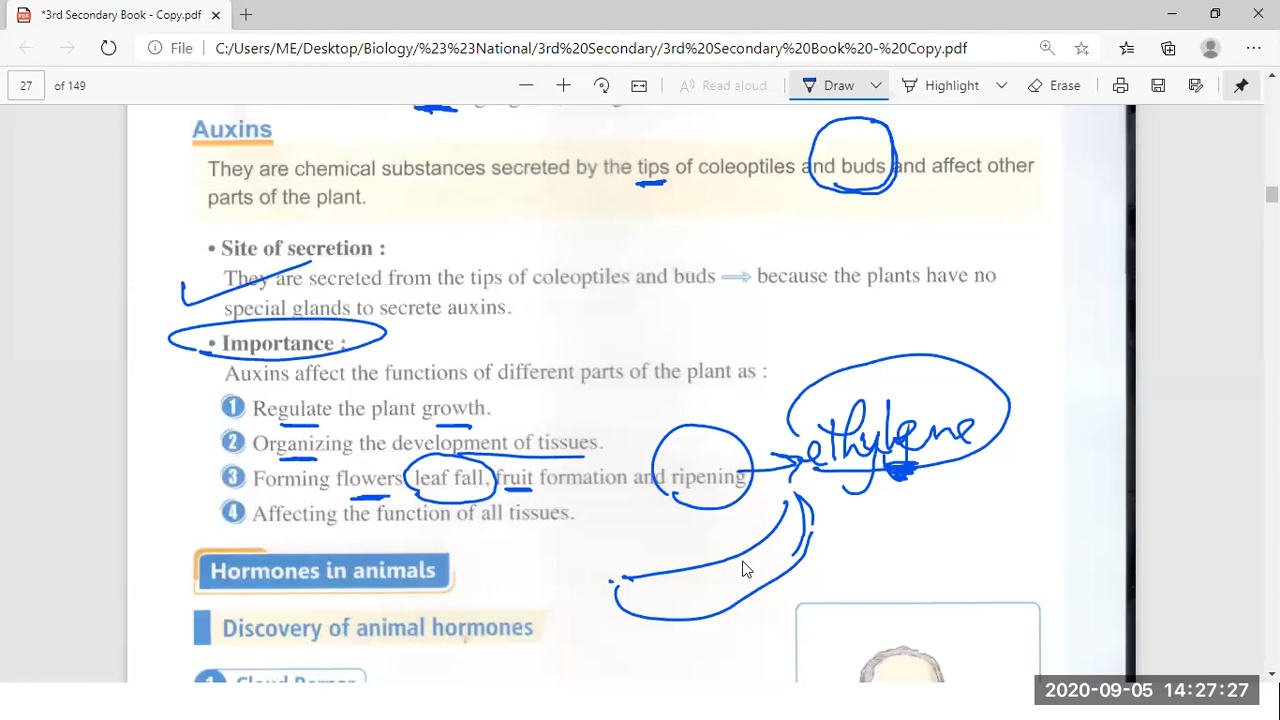 *3rd Secondary Book - Copy.pdf
File C:/Users/ME/Desktop/Biology/%23%23National/3rd%20Secondary/3rd%20Secondary%20Book%20-%20Copy.pdf
27 of 149 Read aloud Draw Highlight Erase
Auxins
They are chemical substances secreted by the tips of coleoptiles and buds and affect other
parts of the plant.
• Site of secretion :
They are secreted from the tips of coleoptiles and buds ⟹ because the plants have no
special glands to secrete auxins.
• Importance :
Auxins affect the functions of different parts of the plant as :
1 Regulate the plant growth.
2 Organizing the development of tissues.
3 Forming flowers, leaf fall, fruit formation and ripening
ethylene
4 Affecting the function of all tissues.
Hormones in animals
Discovery of animal hormones
2020-09-05 14:27:27